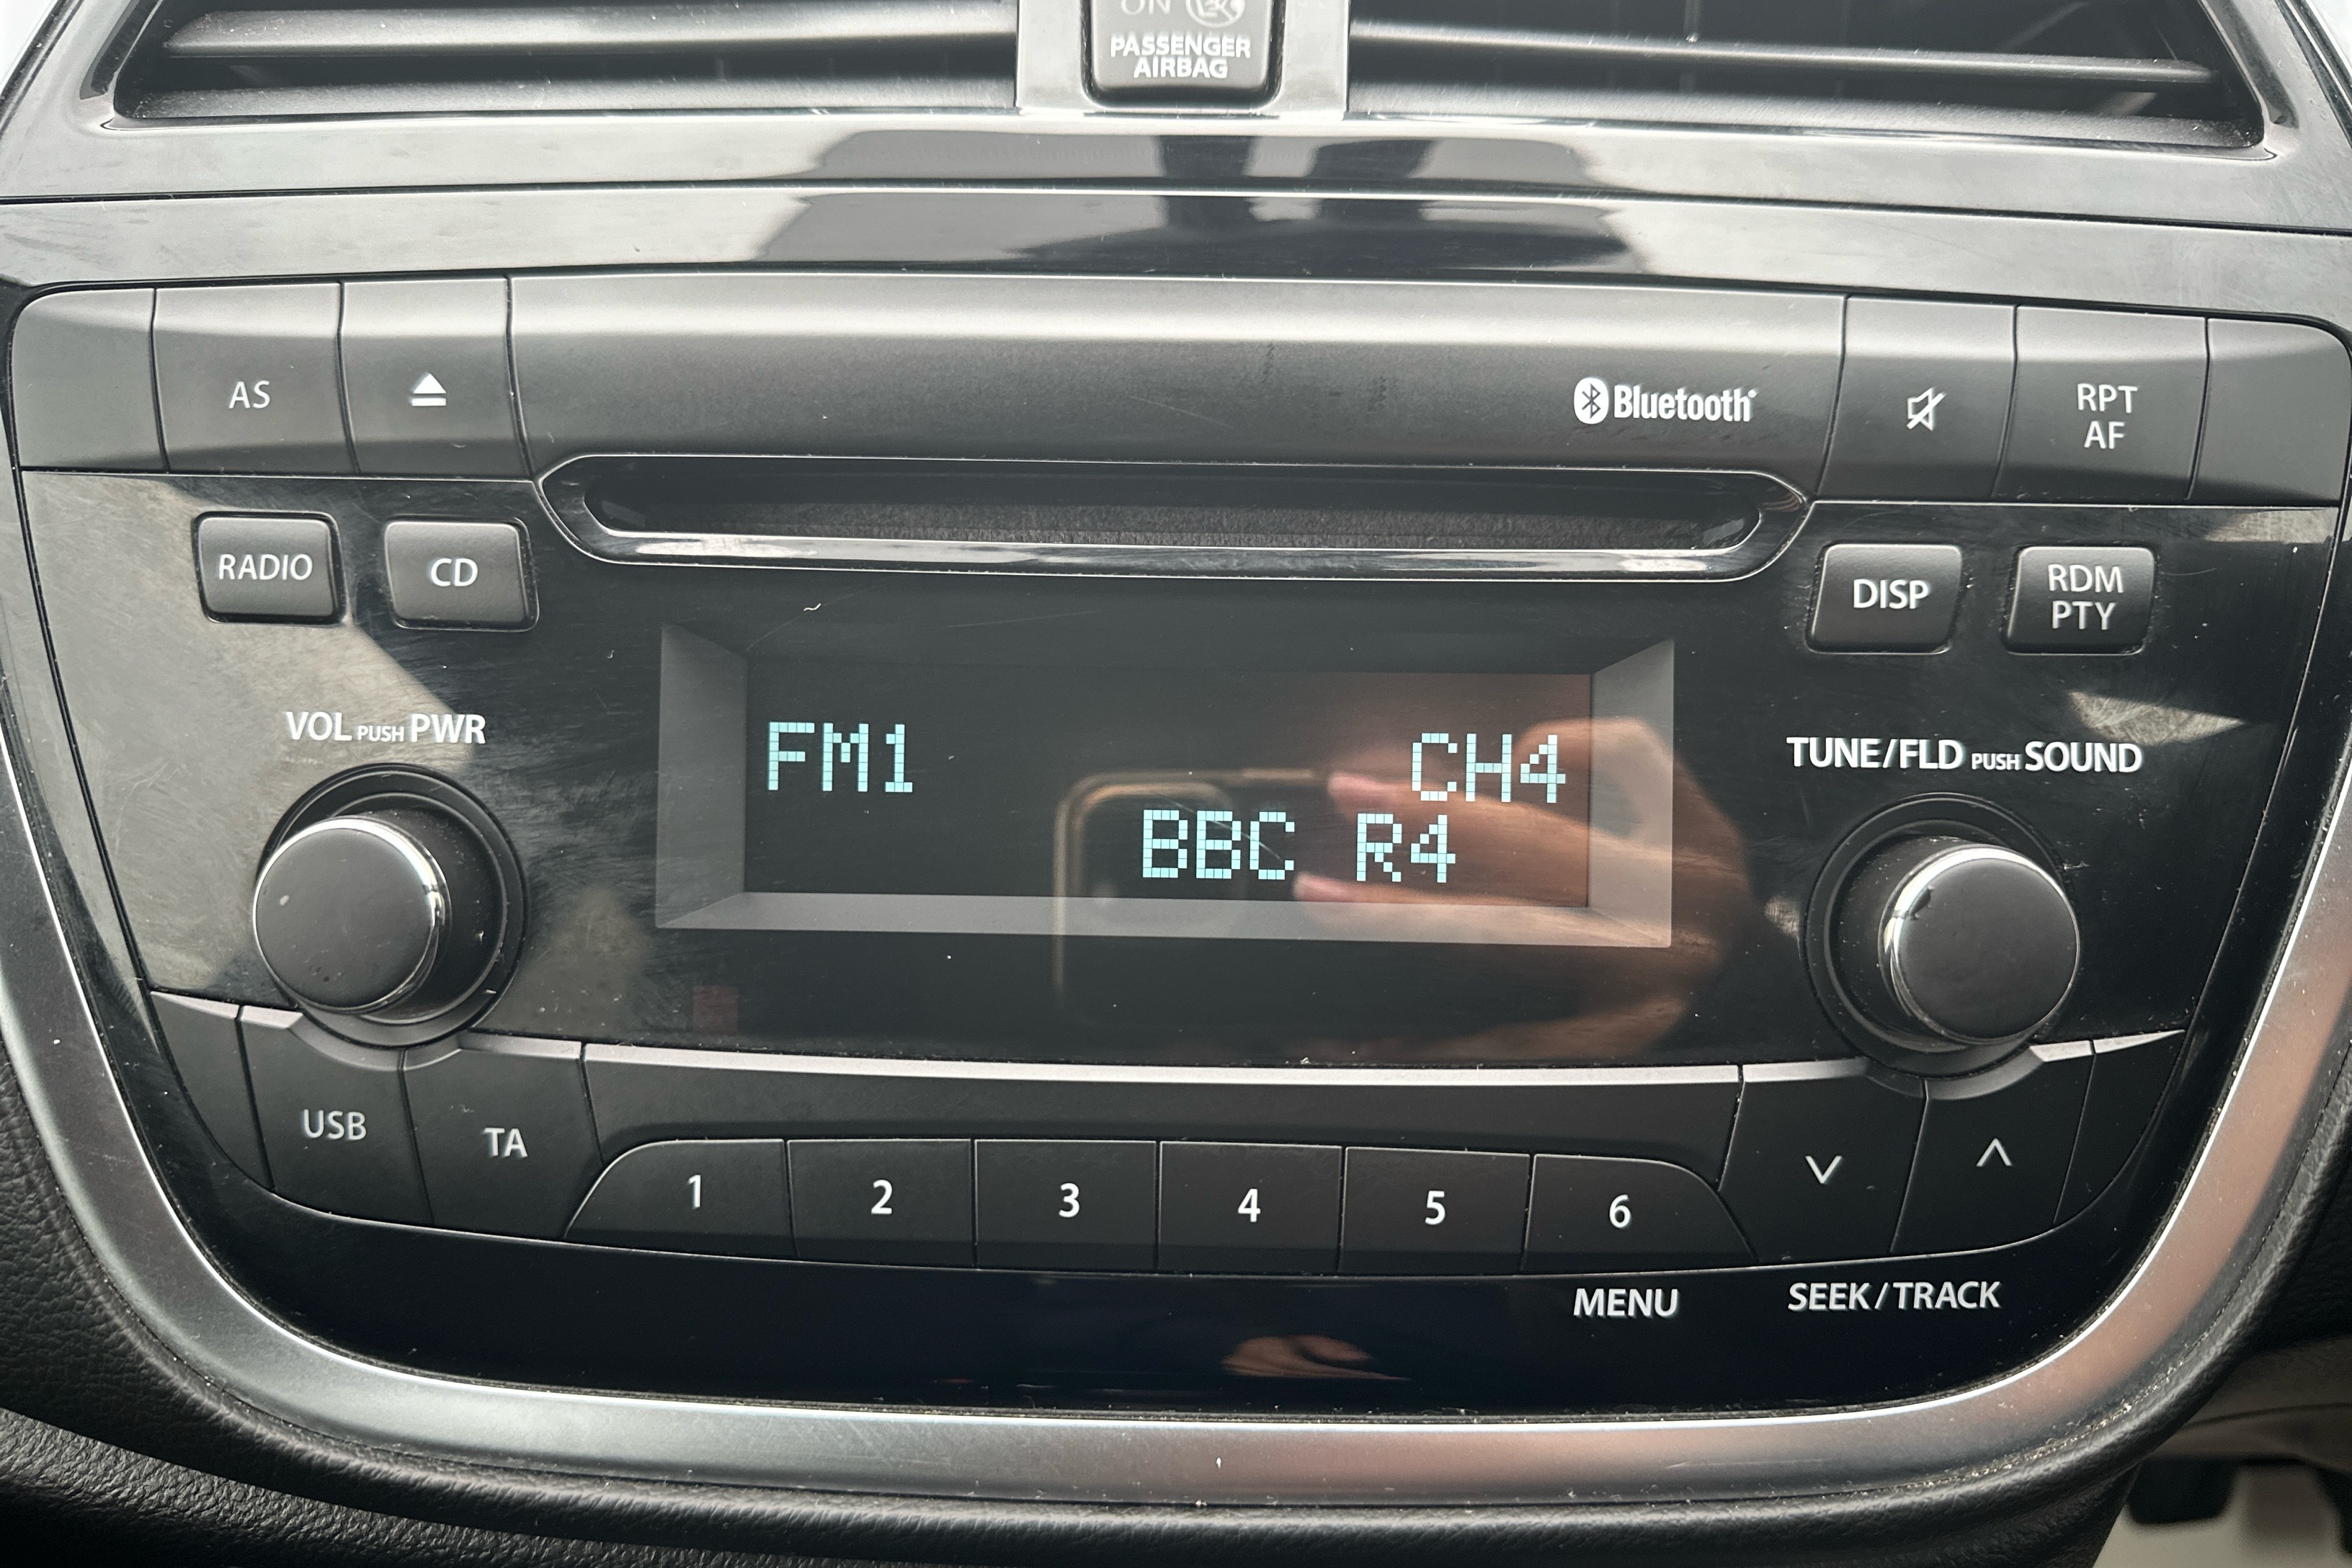 ON
PASSENGER
AIRBAG
AS
Bluetooth
RPT
AF
RADIO
CD
DISP
RDM
PTY
VOL PUSH PWR
FM1
CH4
BBC R4
TUNE/FLD PUSH SOUND
USB
TA
1
2
3
4
5
6
MENU
SEEK/TRACK